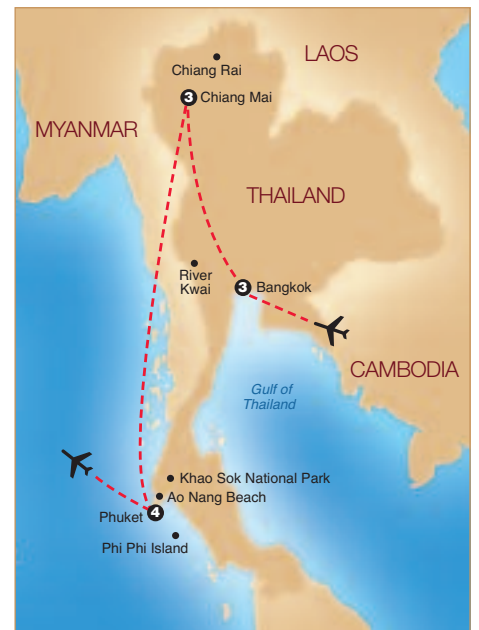 LAOS
Chiang Rai
3 Chiang Mai
MYANMAR
THAILAND
River
Kwai
3 Bangkok
CAMBODIA
Gulf of
Thailand
Khao Sok National Park
Ao Nang Beach
Phuket 4
Phi Phi Island